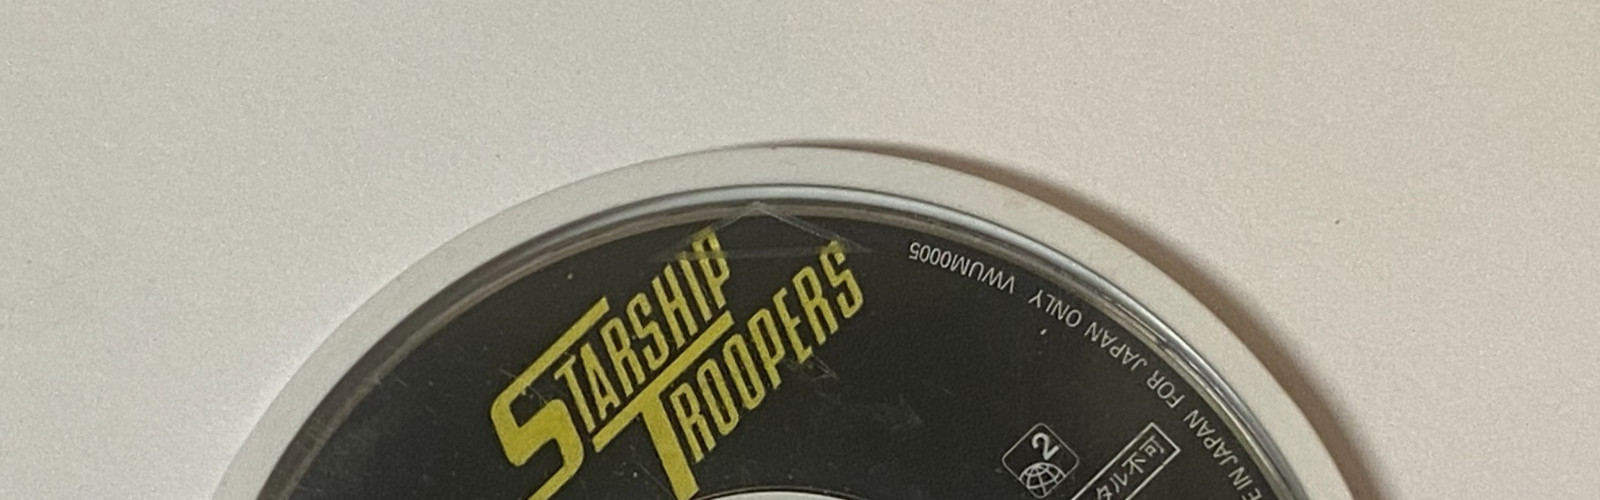 STARSHIP
TROOPERS
E IN JAPAN FOR JAPAN ONLY VWUM0005
2
タル不可